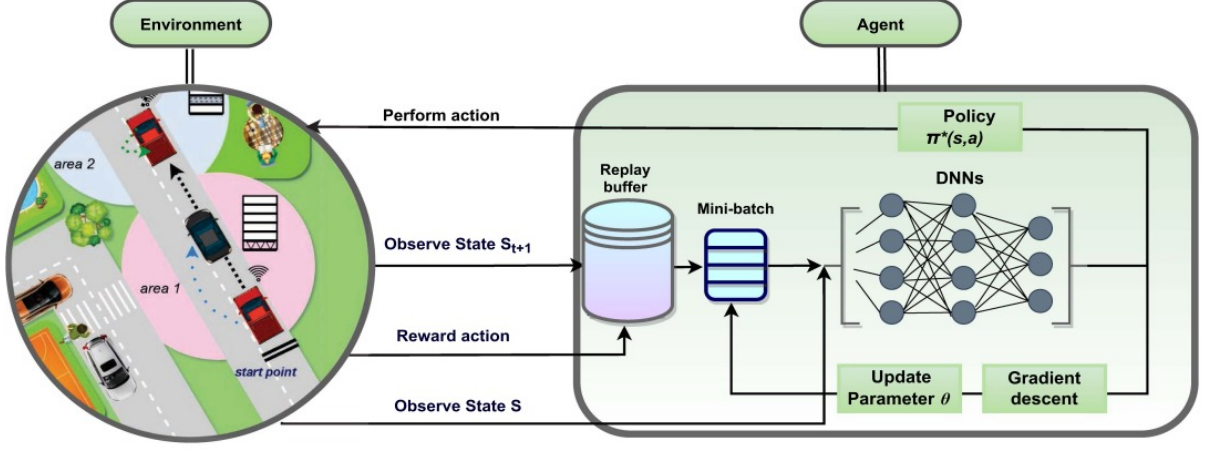 Environment
Agent
Perform action
Policy
π*(s,a)
area 2
Replay
buffer
DNNs
Mini-batch
Observe State St+1
area 1
Reward action
start point
Update
Parameter θ
Gradient
descent
Observe State S